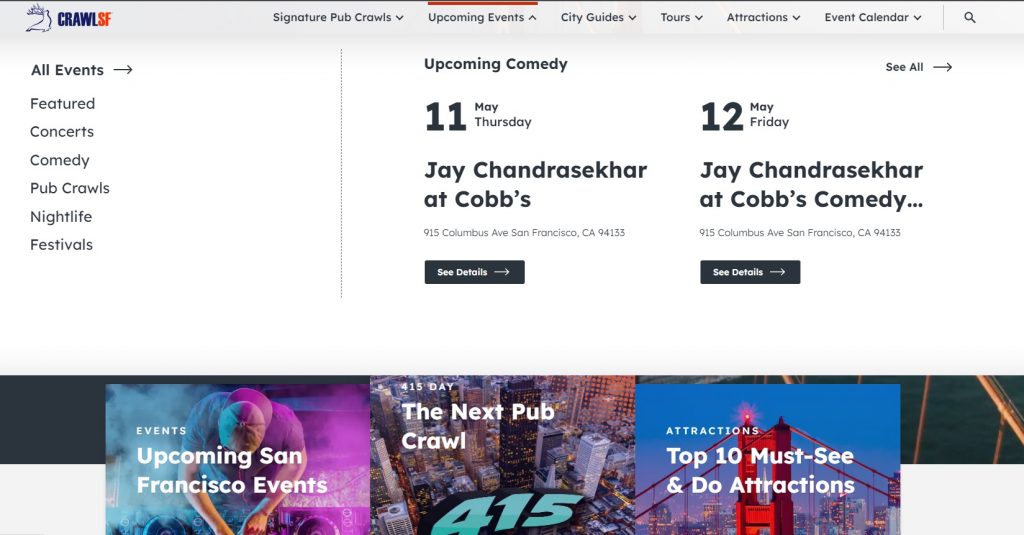 CRAWLSF
Signature Pub Crawls
Upcoming Events
City Guides
Tours
Attractions
Event Calendar
All Events
Featured
Concerts
Comedy
Pub Crawls
Nightlife
Festivals
Upcoming Comedy
See All
11
May
Thursday
Jay Chandrasekhar
at Cobb’s
915 Columbus Ave San Francisco, CA 94133
See Details
12
May
Friday
Jay Chandrasekhar
at Cobb’s Comedy...
915 Columbus Ave San Francisco, CA 94133
See Details
EVENTS
Upcoming San
Francisco Events
415 DAY
The Next Pub
Crawl
415
ATTRACTIONS
Top 10 Must-See
& Do Attractions